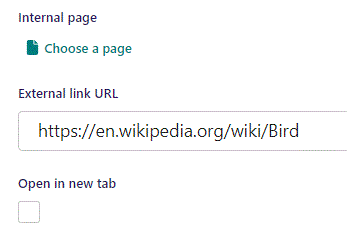 Internal page
Choose a page
External link URL
https://en.wikipedia.org/wiki/Bird
Open in new tab